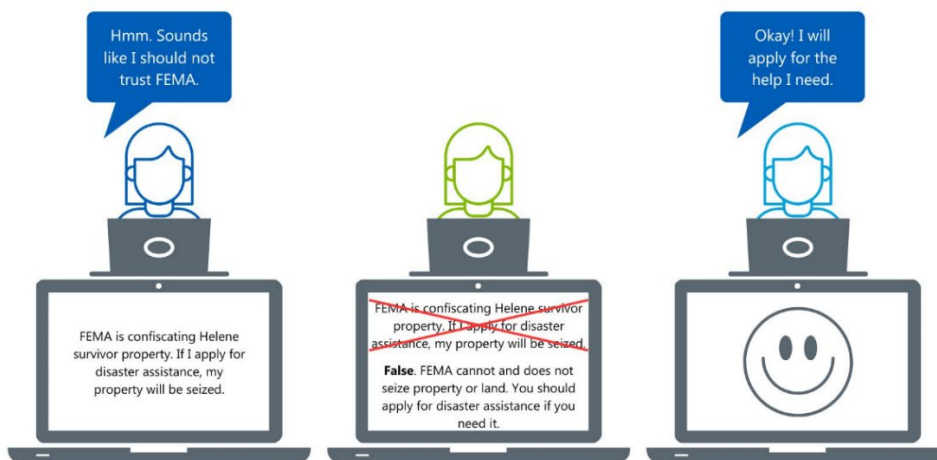 Hmm. Sounds
like I should not
trust FEMA.
Okay! I will
apply for the
help I need.
FEMA is confiscating Helene
survivor property. If I apply for
disaster assistance, my
property will be seized.
FEMA is confiscating Helene survivor
property. If I apply for disaster
assistance, my property will be seized.
False. FEMA cannot and does not
seize property or land. You should
apply for disaster assistance if you
need it.